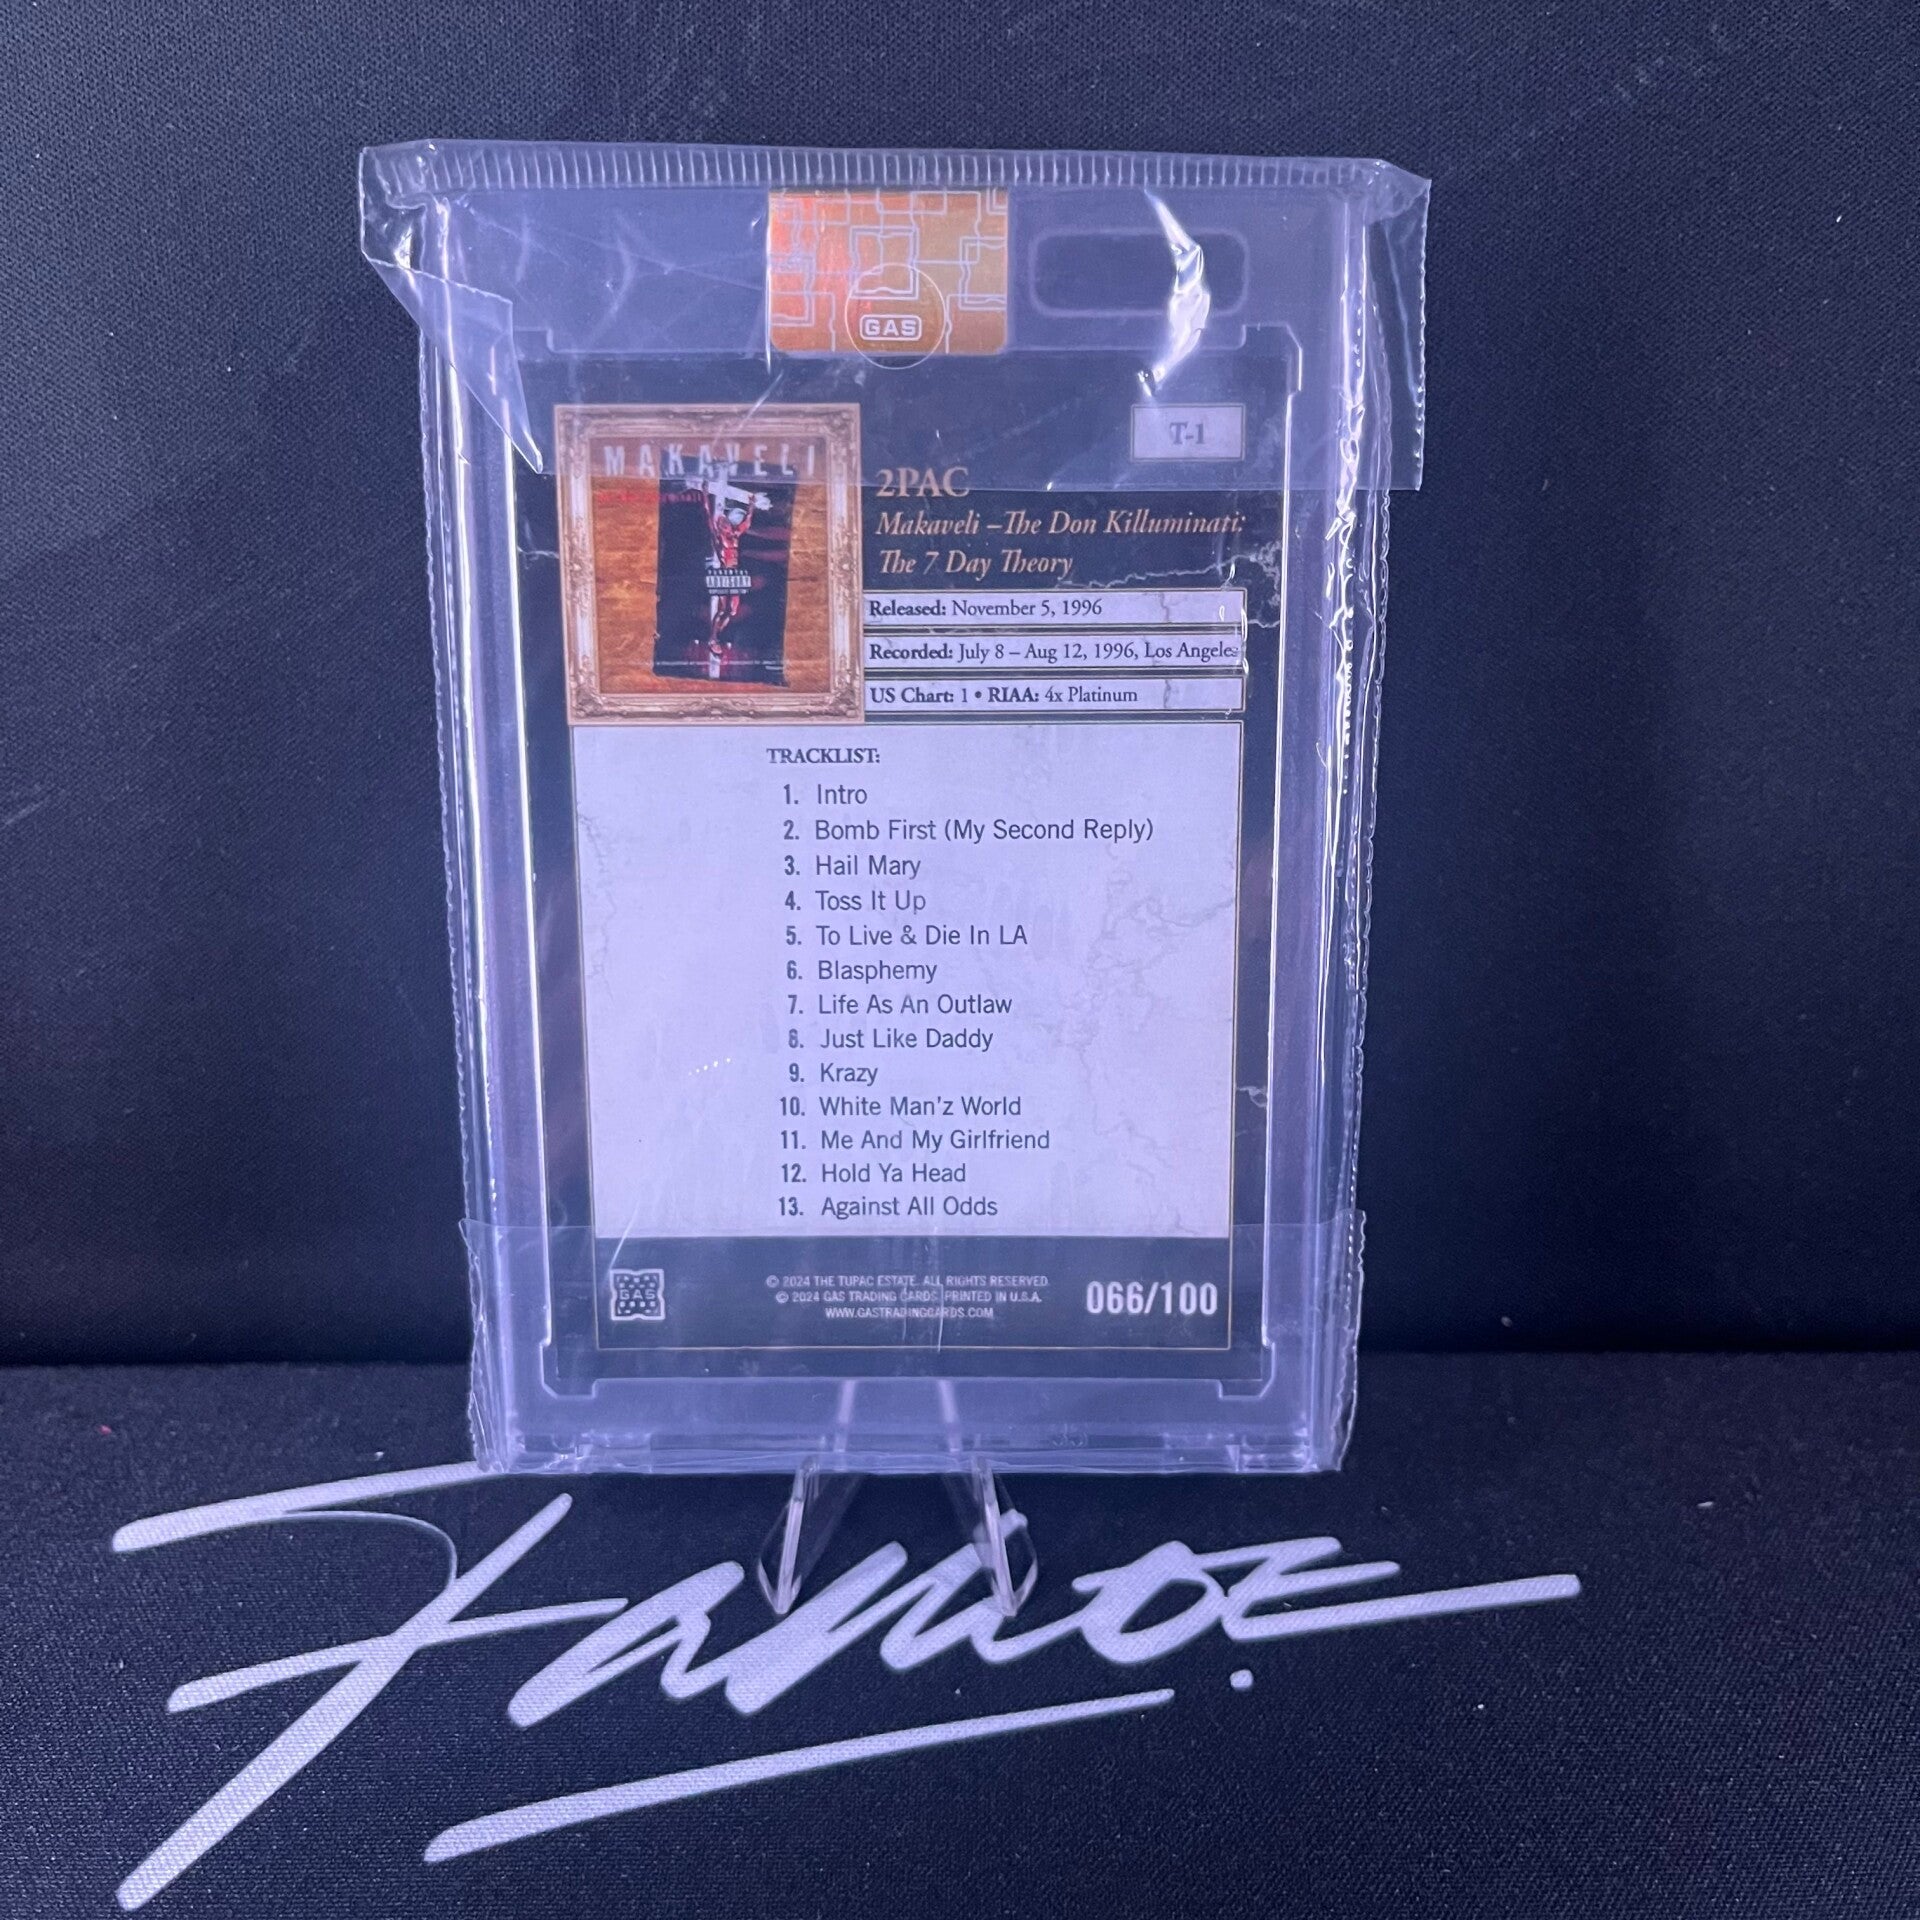 GAS
T-1
MAKAVELI
PARENTAL
ADVISORY
2PAC
Makaveli – The Don Killuminati:
The 7 Day Theory
Released: November 5, 1996
Recorded: July 8 – Aug 12, 1996, Los Angeles
US Chart: 1 • RIAA: 4x Platinum
TRACKLIST:
1. Intro
2. Bomb First (My Second Reply)
3. Hail Mary
4. Toss It Up
5. To Live & Die In LA
6. Blasphemy
7. Life As An Outlaw
8. Just Like Daddy
9. Krazy
10. White Man'z World
11. Me And My Girlfriend
12. Hold Ya Head
13. Against All Odds
GAS
© 2024 THE TUPAC ESTATE. ALL RIGHTS RESERVED.
© 2024 GAS TRADING CARDS. PRINTED IN U.S.A.
WWW.GASTRADINGCARDS.COM
066/100